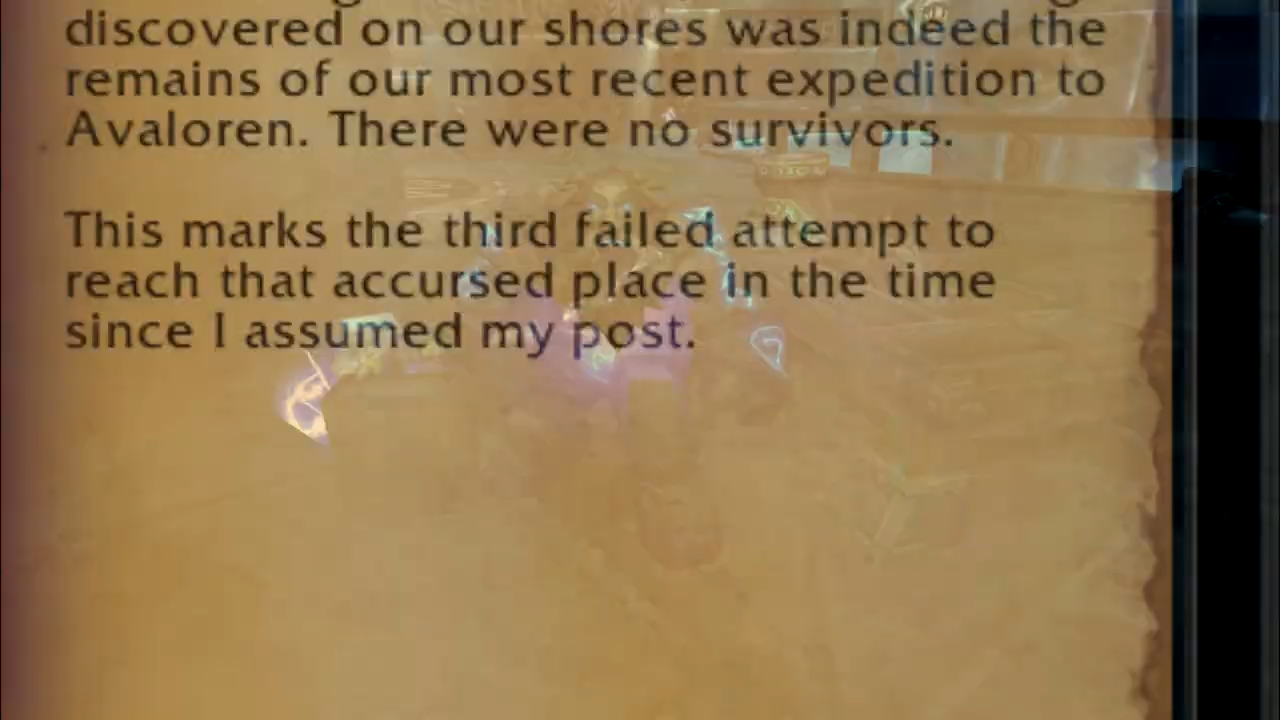 discovered on our shores was indeed the
remains of our most recent expedition to
Avaloren. There were no survivors.
This marks the third failed attempt to
reach that accursed place in the time
since I assumed my post.